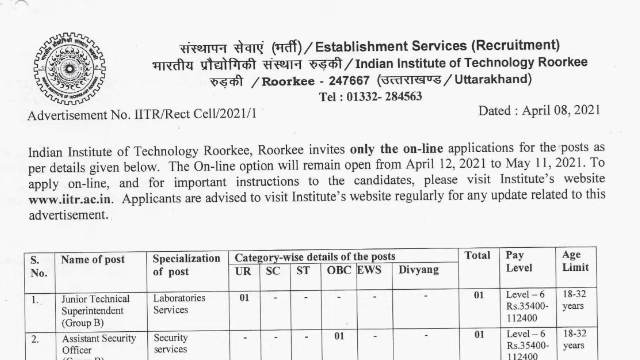 संस्थापन सेवाएं (भर्ती)/Establishment Services (Recruitment)
भारतीय प्रौद्योगिकी संस्थान रुड़की/Indian Institute of Technology Roorkee
रुड़की /Roorkee - 247667 (उत्तराखण्ड/Uttarakhand)
Tel : 01332- 284563
Advertisement No. IITR/Rect Cell/2021/1 Dated : April 08, 2021
Indian Institute of Technology Roorkee, Roorkee invites only the on-line applications for the posts as
per details given below. The On-line option will remain open from April 12, 2021 to May 11, 2021. To
apply on-line, and for important instructions to the candidates, please visit Institute's website
www.iitr.ac.in. Applicants are advised to visit Institute's website regularly for any update related to this
advertisement.
S. No. Name of post Specialization of post Category-wise details of the posts Total Pay Level Age Limit
UR SC ST OBC EWS Divyang
1. Junior Technical Superintendent (Group B) Laboratories Services 01 - - - - - 01 Level – 6 Rs.35400-112400 18-32 years
2. Assistant Security Officer Security services - - - 01 - - 01 Level – 6 Rs.35400-112400 18-32 years